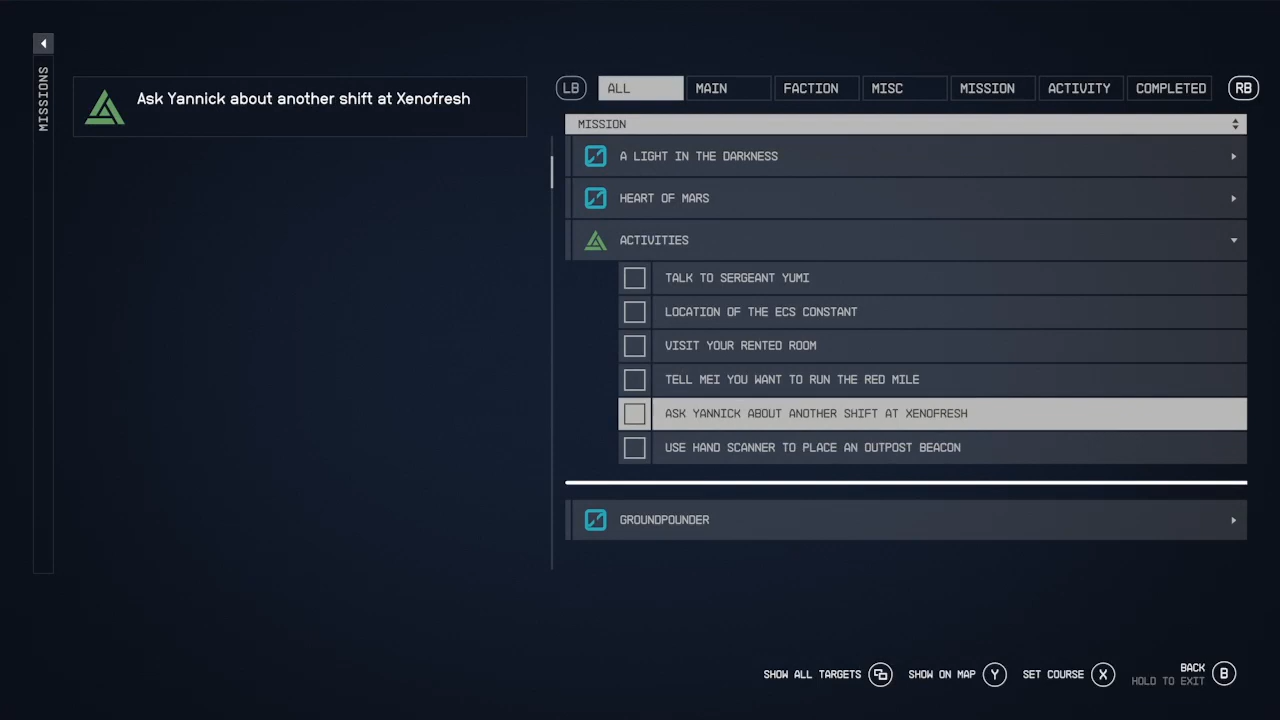 MISSIONS
Ask Yannick about another shift at Xenofresh
LB
ALL
MAIN
FACTION
MISC
MISSION
ACTIVITY
COMPLETED
RB
MISSION
A LIGHT IN THE DARKNESS
HEART OF MARS
ACTIVITIES
TALK TO SERGEANT YUMI
LOCATION OF THE ECS CONSTANT
VISIT YOUR RENTED ROOM
TELL MEI YOU WANT TO RUN THE RED MILE
ASK YANNICK ABOUT ANOTHER SHIFT AT XENOFRESH
USE HAND SCANNER TO PLACE AN OUTPOST BEACON
GROUNDPOUNDER
SHOW ALL TARGETS
SHOW ON MAP Y
SET COURSE X
BACK B
HOLD TO EXIT